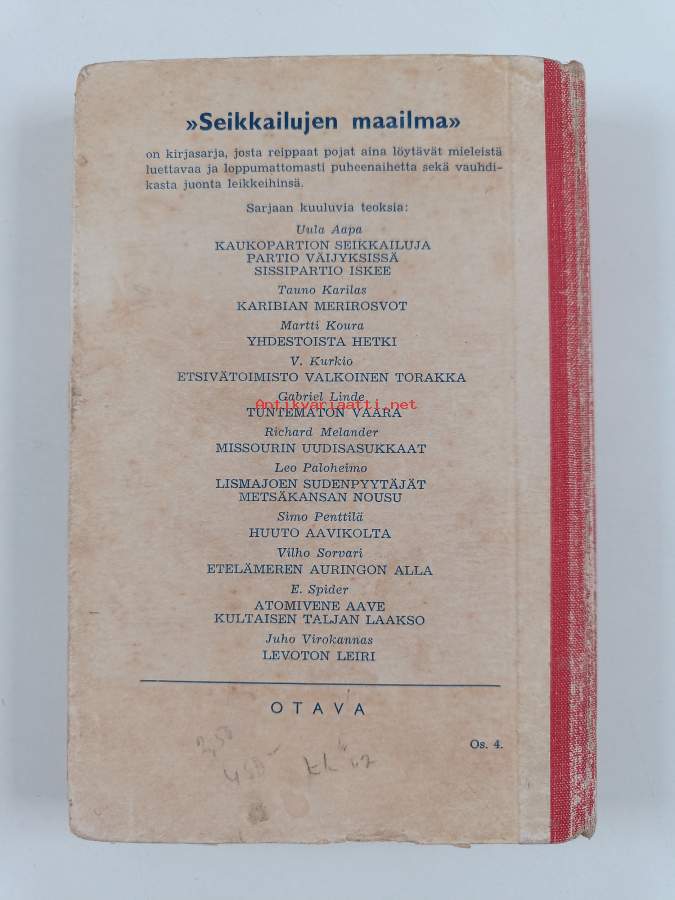 »Seikkailujen maailma»
on kirjasarja, josta reippaat pojat aina löytävät mieleistä
luettavaa ja loppumattomasti puheenaihetta sekä vauhdi-
kasta juonta leikkeihinsä.
Sarjaan kuuluvia teoksia:
Uula Aapa
KAUKOPARTION SEIKKAILUJA
PARTIO VÄIJYKSISSÄ
SISSIPARTIO ISKEE
Tauno Karilas
KARIBIAN MERIROSVOT
Martti Koura
YHDESTOISTA HETKI
V. Kurkio
ETSIVÄTOIMISTO VALKOINEN TORAKKA
Gabriel Linde
Antikvariaatti.net
TUNTEMATON VAARA
Richard Melander
MISSOURIN UUDISASUKKAAT
Leo Paloheimo
LISMAJOEN SUDENPYYTÄJÄT
METSÄKANSAN NOUSU
Simo Penttilä
HUUTO AAVIKOLTA
Vilho Sorvari
ETELÄMEREN AURINGON ALLA
E. Spider
ATOMIVENE AAVE
KULTAISEN TALJAN LAAKSO
Juho Virokannas
LEVOTON LEIRI
OTAVA
Os. 4.